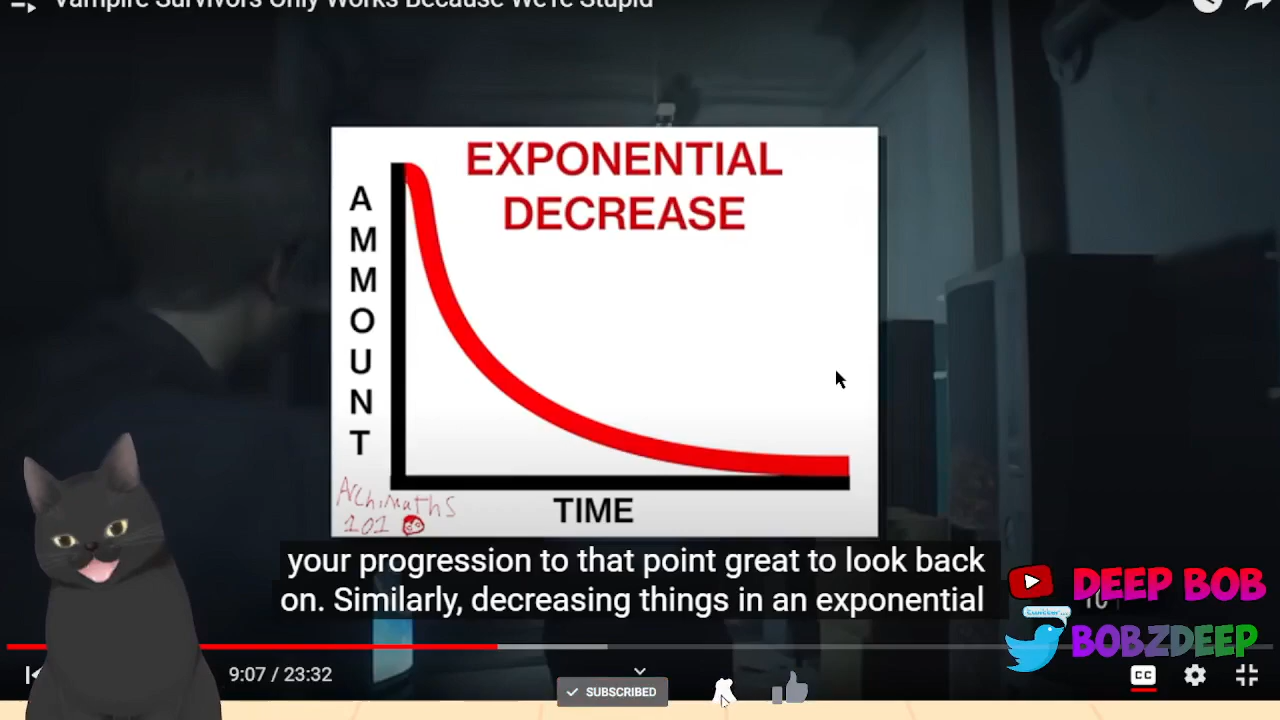 Vampire Survivors Only Works Because We're Stupid
EXPONENTIAL
DECREASE
AMMOUNT
TIME
ArchiMaths
101
your progression to that point great to look back
on. Similarly, decreasing things in an exponential
DEEP BOB
twitter...
BOBZDEEP
9:07 / 23:32
SUBSCRIBED
CC